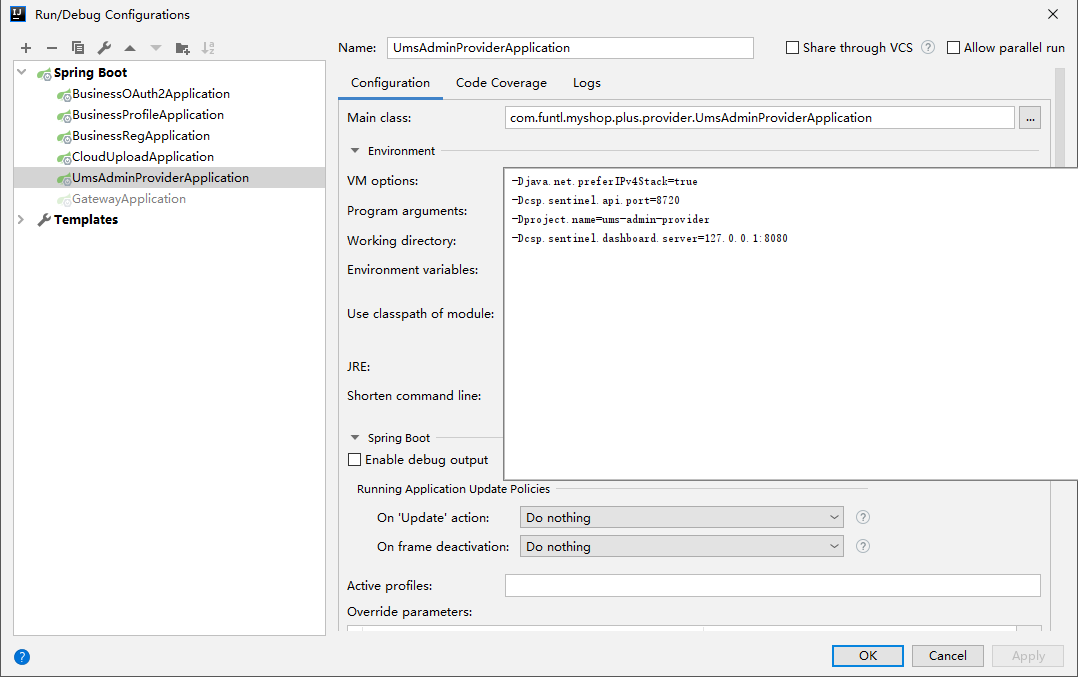 Run/Debug Configurations
Name: UmsAdminProviderApplication
Share through VCS ?
Allow parallel run
Spring Boot
BusinessOAuth2Application
BusinessProfileApplication
BusinessRegApplication
CloudUploadApplication
UmsAdminProviderApplication
GatewayApplication
Templates
Configuration Code Coverage Logs
Main class: com.funtl.myshop.plus.provider.UmsAdminProviderApplication ...
Environment
VM options:
-Djava.net.preferIPv4Stack=true
-Dcsp.sentinel.api.port=8720
-Dproject.name=ums-admin-provider
-Dcsp.sentinel.dashboard.server=127.0.0.1:8080
Program arguments:
Working directory:
Environment variables:
Use classpath of module:
JRE:
Shorten command line:
Spring Boot
Enable debug output
Running Application Update Policies
On 'Update' action: Do nothing ?
On frame deactivation: Do nothing ?
Active profiles:
Override parameters:
? OK Cancel Apply